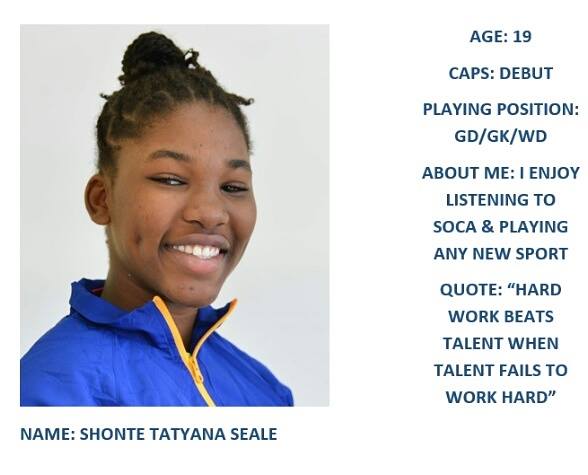 AGE: 19
CAPS: DEBUT
PLAYING POSITION:
GD/GK/WD
ABOUT ME: I ENJOY
LISTENING TO
SOCA & PLAYING
ANY NEW SPORT
QUOTE: “HARD
WORK BEATS
TALENT WHEN
TALENT FAILS TO
WORK HARD”
NAME: SHONTE TATYANA SEALE